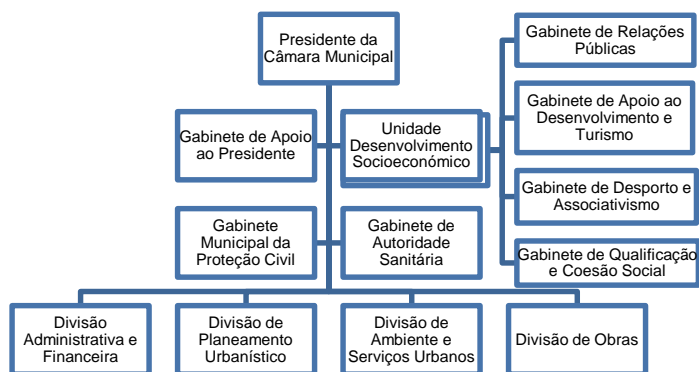 Presidente da
Câmara Municipal
Gabinete de Relações
Públicas
Gabinete de Apoio ao
Desenvolvimento e
Turismo
Gabinete de Apoio
ao Presidente
Unidade
Desenvolvimento
Socioeconómico
Gabinete de Desporto e
Associativismo
Gabinete
Municipal da
Proteção Civil
Gabinete de
Autoridade
Sanitária
Gabinete de Qualificação
e Coesão Social
Divisão
Administrativa e
Financeira
Divisão de
Planeamento
Urbanístico
Divisão de
Ambiente e
Serviços Urbanos
Divisão de Obras